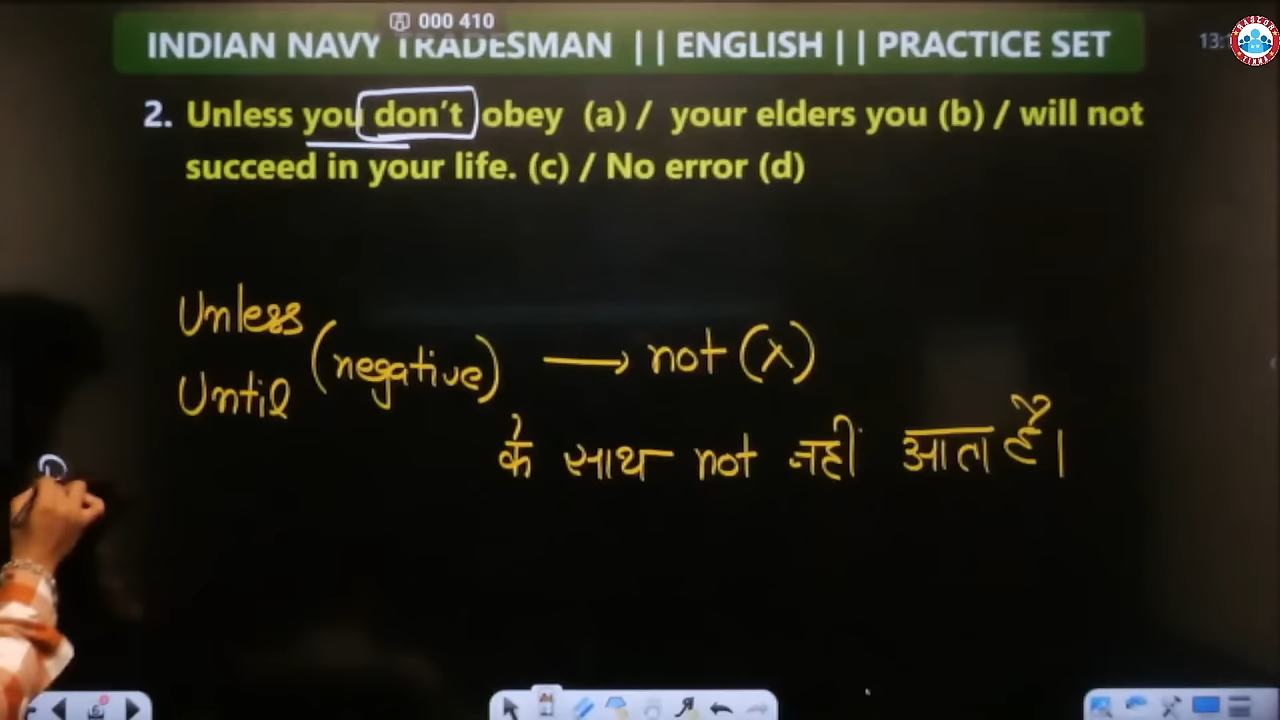 000 410
INDIAN NAVY TRADESMAN || ENGLISH || PRACTICE SET
2. Unless you don't obey (a) / your elders you (b) / will not
succeed in your life. (c) / No error (d)
Unless
Until (negative) → not (x)
के साथ not नहीं आता है।